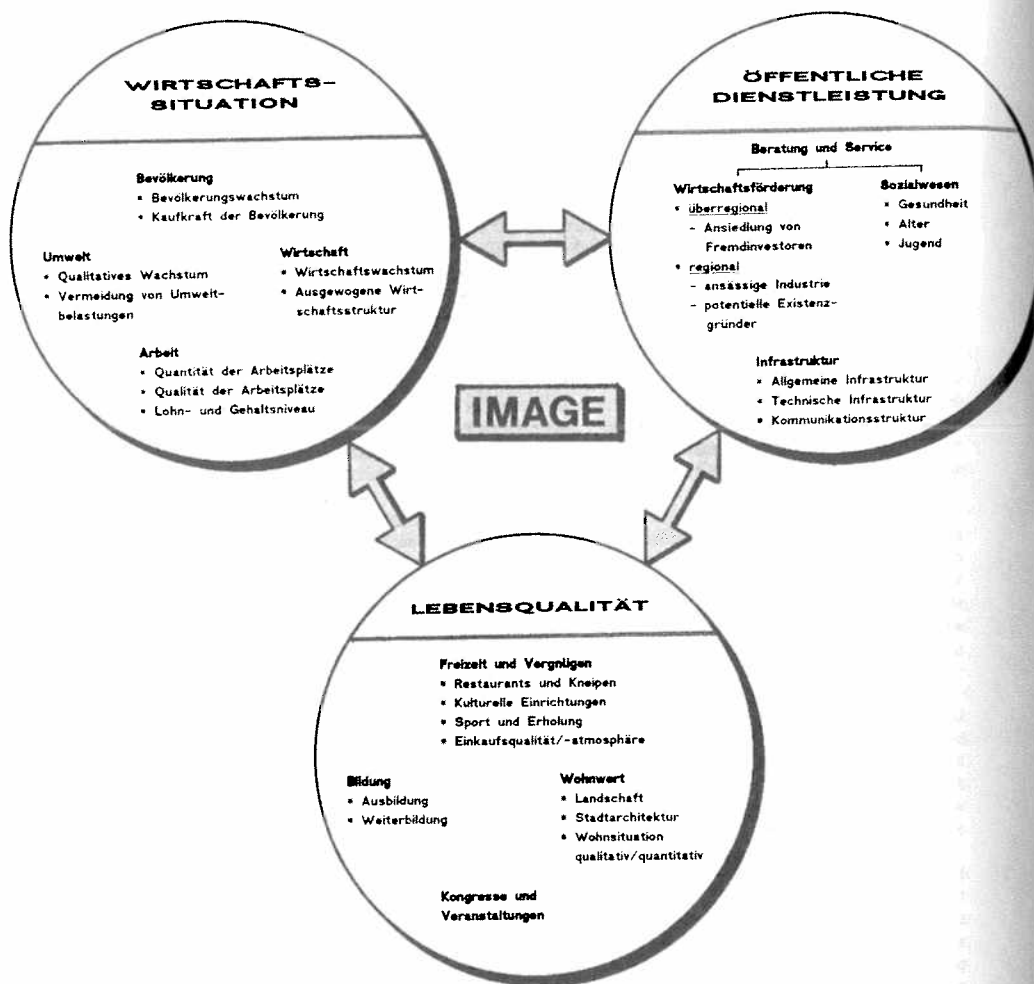 WIRTSCHAFTS-
SITUATION
Bevölkerung
* Bevölkerungswachstum
* Kaufkraft der Bevölkerung
Umwelt
* Qualitatives Wachstum
* Vermeidung von Umwelt-
belastungen
Wirtschaft
* Wirtschaftswachstum
* Ausgewogene Wirt-
schaftsstruktur
Arbeit
* Quantität der Arbeitsplätze
* Qualität der Arbeitsplätze
* Lohn- und Gehaltsniveau
ÖFFENTLICHE
DIENSTLEISTUNG
Beratung und Service
Wirtschaftsförderung
* überregional
- Ansiedlung von
Fremdinvestoren
* regional
- ansässige Industrie
- potentielle Existenz-
gründer
Sozialwesen
* Gesundheit
* Alter
* Jugend
Infrastruktur
* Allgemeine Infrastruktur
* Technische Infrastruktur
* Kommunikationsstruktur
IMAGE
LEBENSQUALITÄT
Freizeit und Vergnügen
* Restaurants und Kneipen
* Kulturelle Einrichtungen
* Sport und Erholung
* Einkaufsqualität/-atmosphäre
Bildung
* Ausbildung
* Weiterbildung
Wohnwert
* Landschaft
* Stadtarchitektur
* Wohnsituation
qualitativ/quantitativ
Kongresse und
Veranstaltungen